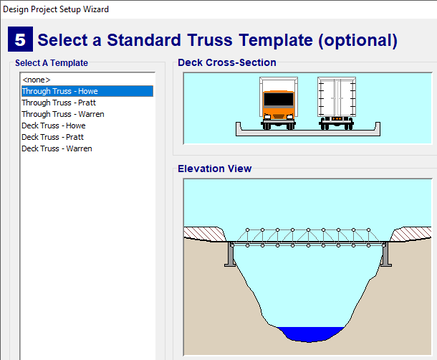 Design Project Setup Wizard
5 Select a Standard Truss Template (optional)
Select A Template
<none>
Through Truss - Howe
Through Truss - Pratt
Through Truss - Warren
Deck Truss - Howe
Deck Truss - Pratt
Deck Truss - Warren
Deck Cross-Section
Elevation View